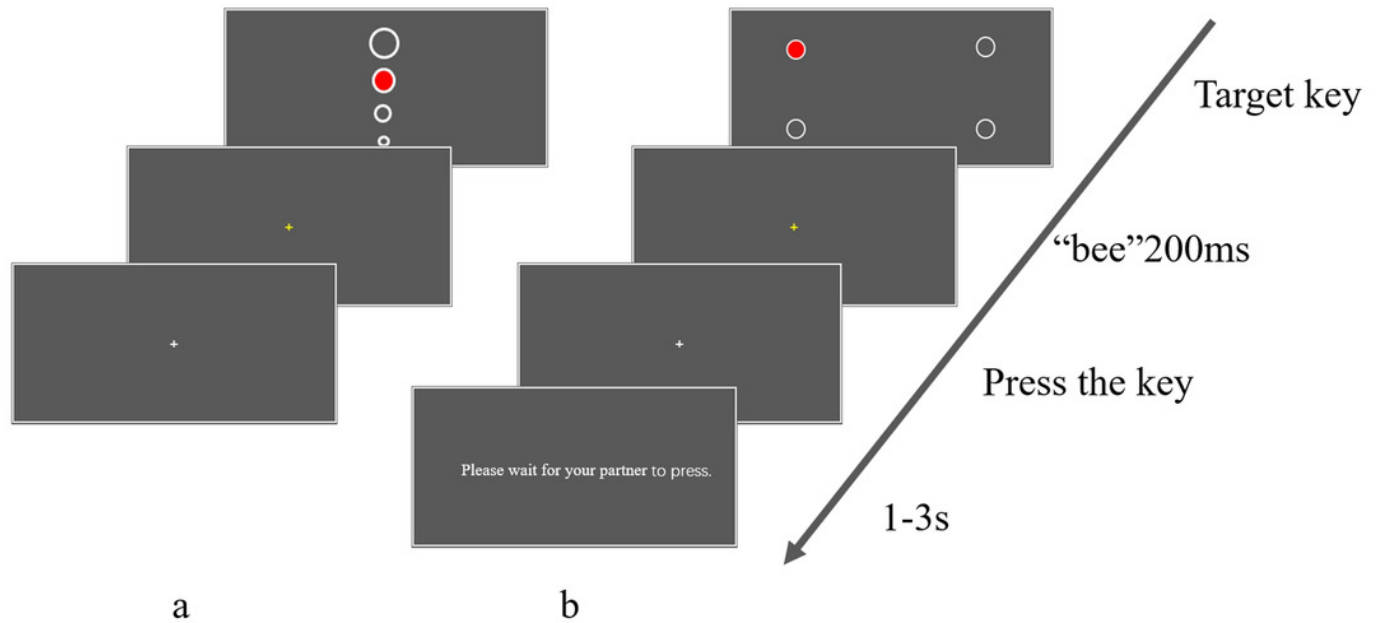 Target key
“bee”200ms
Press the key
Please wait for your partner to press.
1-3s
a
b